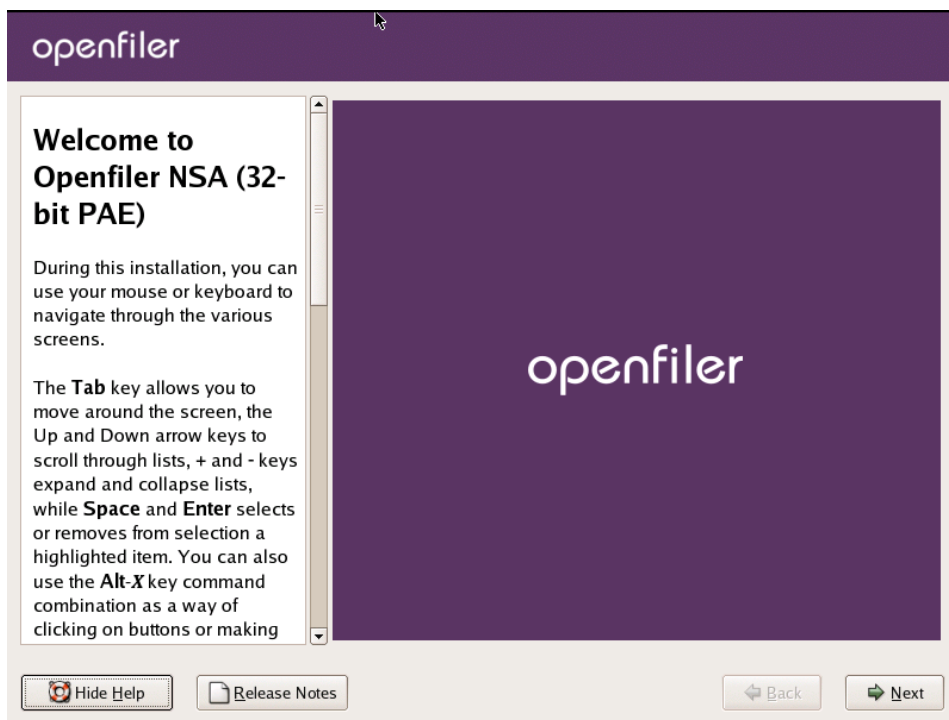 openfiler
Welcome to
Openfiler NSA (32-
bit PAE)
During this installation, you can
use your mouse or keyboard to
navigate through the various
screens.
The Tab key allows you to
move around the screen, the
Up and Down arrow keys to
scroll through lists, + and - keys
expand and collapse lists,
while Space and Enter selects
or removes from selection a
highlighted item. You can also
use the Alt-X key command
combination as a way of
clicking on buttons or making
openfiler
Hide Help
Release Notes
Back
Next